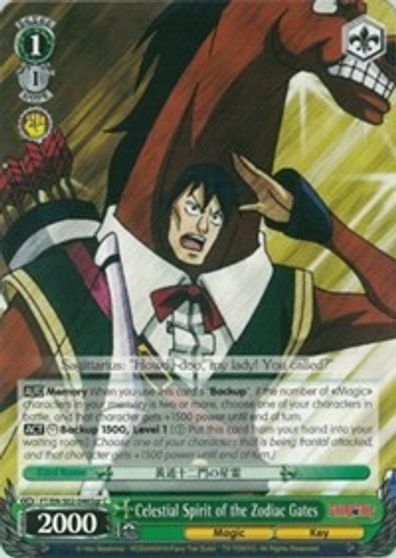 1
1
Sagittarius: "Howdy-doo, my lady! You called?"
AUTO Memory When you use this card's "Backup", if the number of «Magic»
characters in your memory is two or more, choose one of your characters in
battle, and that character gets +1500 power until end of turn.
ACT Backup 1500, Level 1 [(1) Put this card from your hand into your
waiting room] (Choose one of your characters that is being front attacked,
and that character gets +1500 power until end of turn)
Card Name 黄道十二門の星霊
Celestial Spirit of the Zodiac Gates
FAIRY TAIL
2000
Magic Key